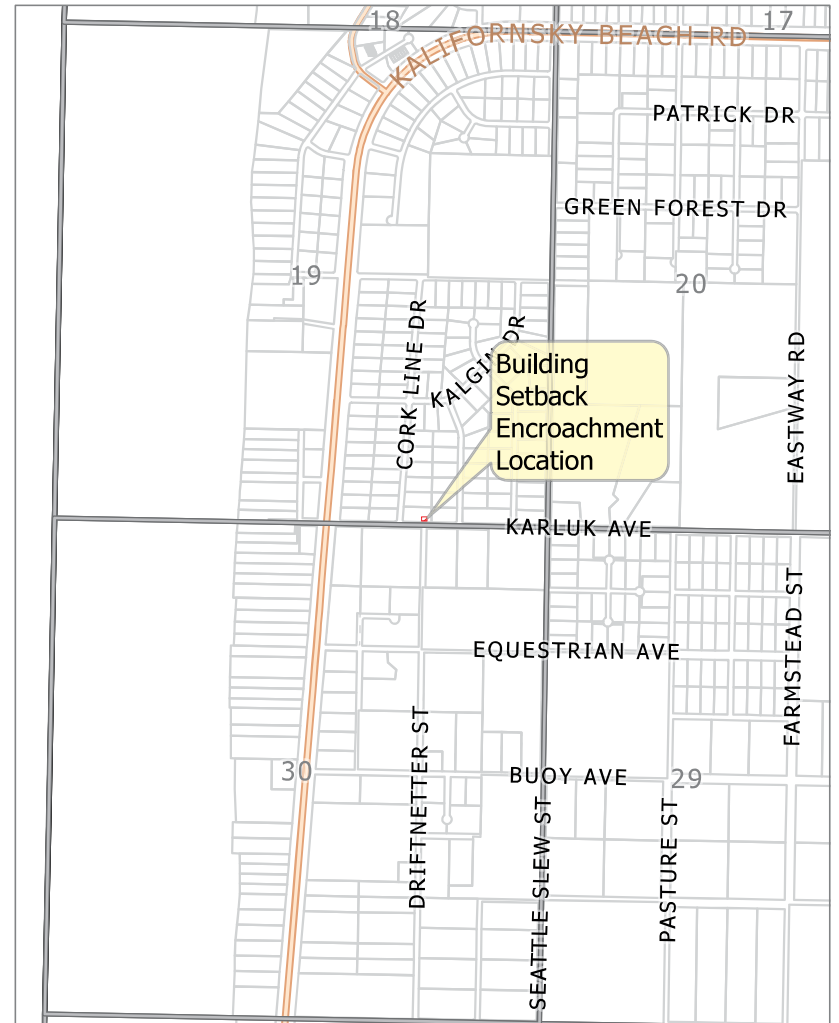 18
17
KALIFORNSKY BEACH RD
PATRICK DR
GREEN FOREST DR
19
20
CORK LINE DR
KALGIN DR
Building
Setback
Encroachment
Location
EASTWAY RD
KARLUK AVE
EQUESTRIAN AVE
FARMSTEAD ST
DRIFTNETTER ST
30
BUOY AVE
29
SEATTLE SLEW ST
PASTURE ST